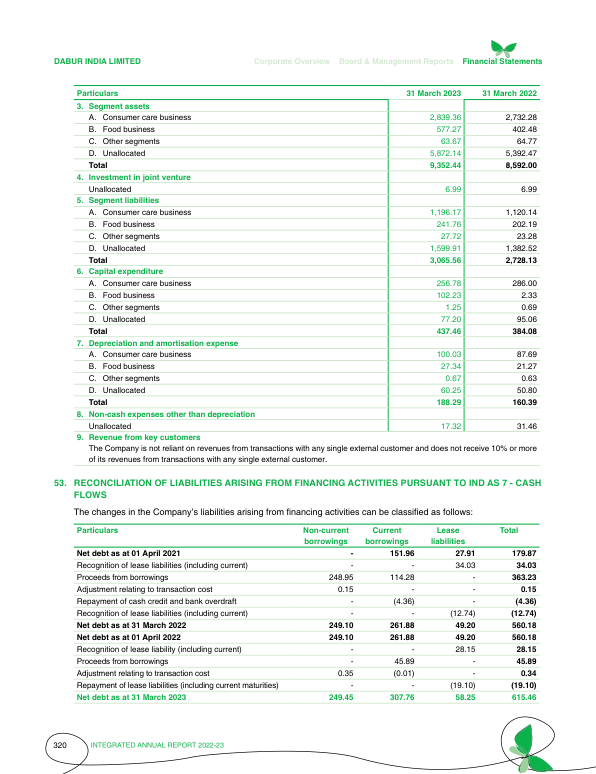 DABUR INDIA LIMITED Corporate Overview Board & Management Reports Financial Statements
Particulars 31 March 2023 31 March 2022
3. Segment assets
A. Consumer care business 2,839.36 2,732.28
B. Food business 577.27 402.48
C. Other segments 63.67 64.77
D. Unallocated 5,872.14 5,392.47
Total 9,352.44 8,592.00
4. Investment in joint venture
Unallocated 6.99 6.99
5. Segment liabilities
A. Consumer care business 1,196.17 1,120.14
B. Food business 241.76 202.19
C. Other segments 27.72 23.28
D. Unallocated 1,599.91 1,382.52
Total 3,065.56 2,728.13
6. Capital expenditure
A. Consumer care business 256.78 286.00
B. Food business 102.23 2.33
C. Other segments 1.25 0.69
D. Unallocated 77.20 95.06
Total 437.46 384.08
7. Depreciation and amortisation expense
A. Consumer care business 100.03 87.69
B. Food business 27.34 21.27
C. Other segments 0.67 0.63
D. Unallocated 60.25 50.80
Total 188.29 160.39
8. Non-cash expenses other than depreciation
Unallocated 17.32 31.46
9. Revenue from key customers
The Company is not reliant on revenues from transactions with any single external customer and does not receive 10% or more
of its revenues from transactions with any single external customer.
53. RECONCILIATION OF LIABILITIES ARISING FROM FINANCING ACTIVITIES PURSUANT TO IND AS 7 - CASH
FLOWS
The changes in the Company's liabilities arising from financing activities can be classified as follows:
Particulars Non-current Current Lease Total
borrowings borrowings liabilities
Net debt as at 01 April 2021 - 151.96 27.91 179.87
Recognition of lease liabilities (including current) - - 34.03 34.03
Proceeds from borrowings 248.95 114.28 - 363.23
Adjustment relating to transaction cost 0.15 - - 0.15
Repayment of cash credit and bank overdraft - (4.36) - (4.36)
Recognition of lease liabilities (including current) - - (12.74) (12.74)
Net debt as at 31 March 2022 249.10 261.88 49.20 560.18
Net debt as at 01 April 2022 249.10 261.88 49.20 560.18
Recognition of lease liability (including current) - - 28.15 28.15
Proceeds from borrowings - 45.89 - 45.89
Adjustment relating to transaction cost 0.35 (0.01) - 0.34
Repayment of lease liabilities (including current maturities) - - (19.10) (19.10)
Net debt as at 31 March 2023 249.45 307.76 58.25 615.46
320 INTEGRATED ANNUAL REPORT 2022-23